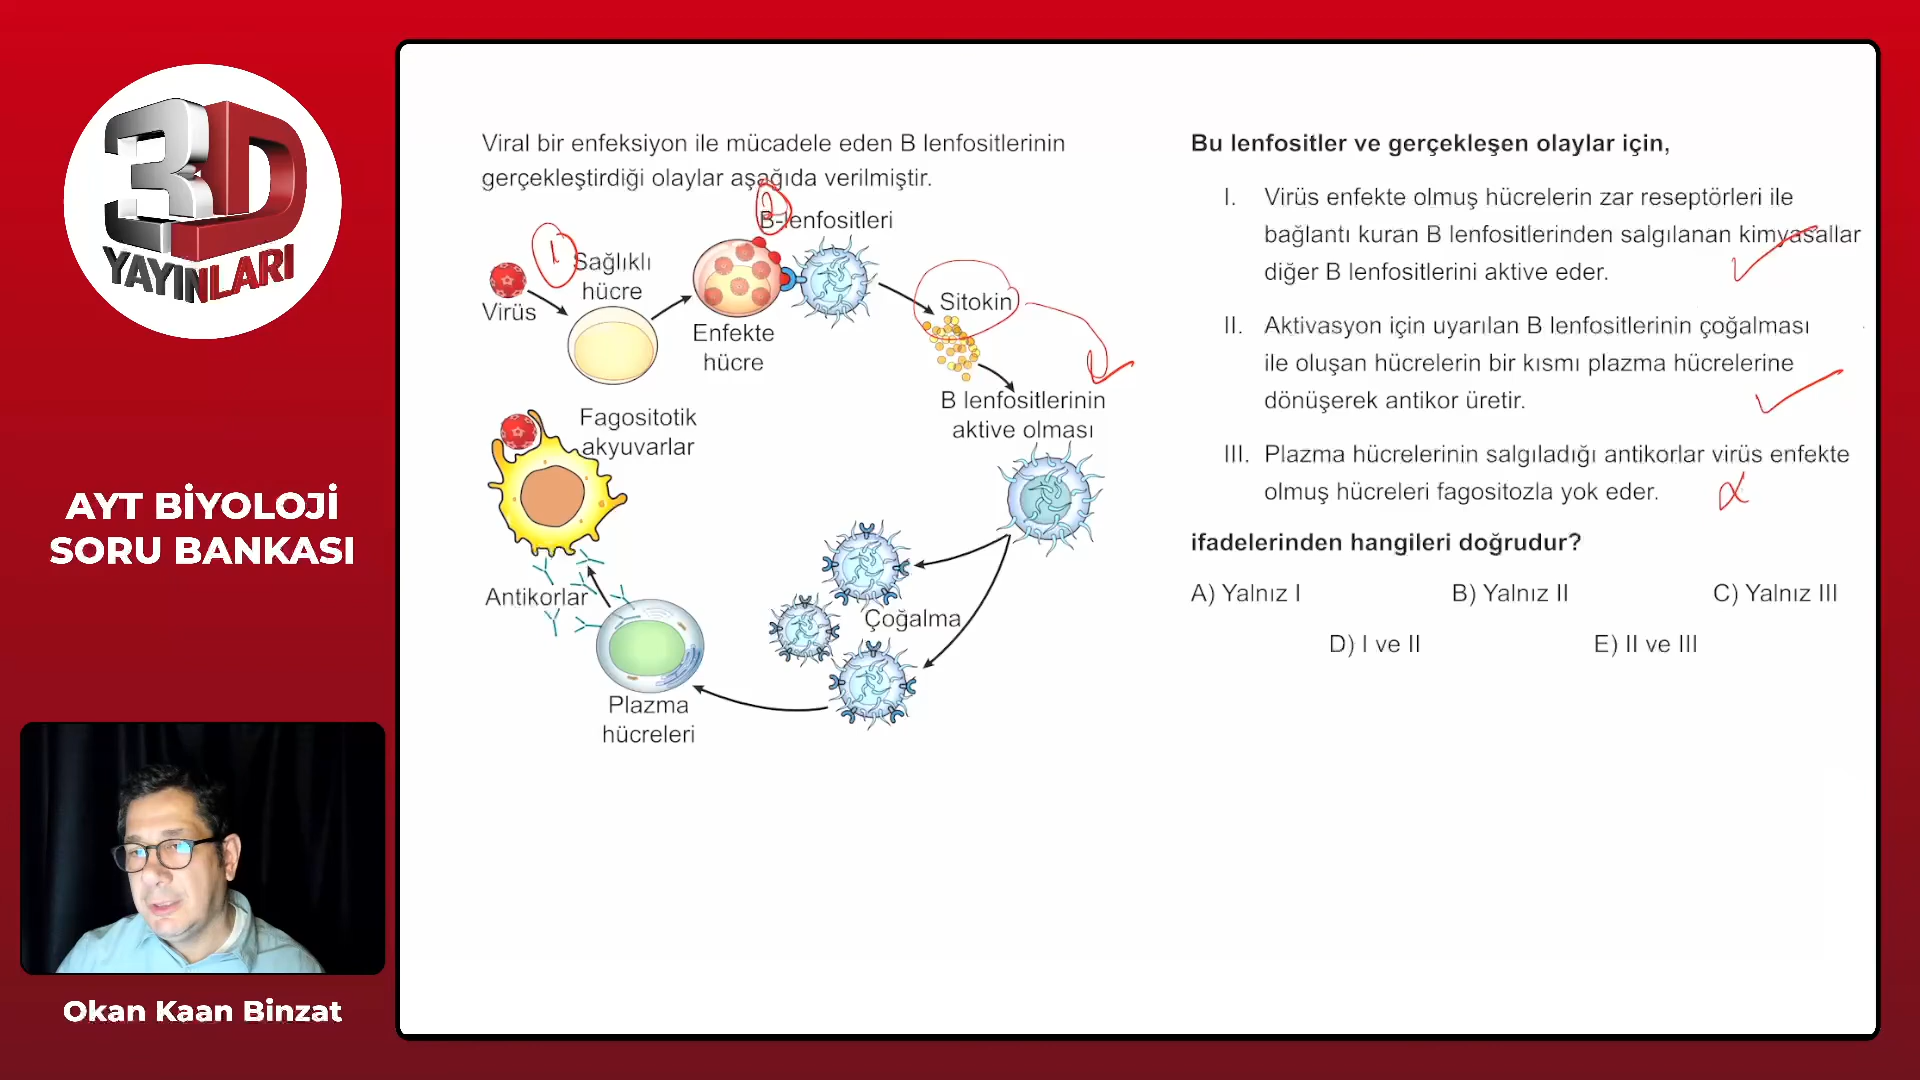 3D
YAYINLARI
AYT BİYOLOJİ
SORU BANKASI
Okan Kaan Binzat
Viral bir enfeksiyon ile mücadele eden B lenfositlerinin
gerçekleştirdiği olaylar aşağıda verilmiştir.
1
2
B-lenfositleri
Sağlıklı
hücre
Virüs
Enfekte
hücre
Sitokin
B lenfositlerinin
aktive olması
Fagositotik
akyuvarlar
Antikorlar
Çoğalma
Plazma
hücreleri
Bu lenfositler ve gerçekleşen olaylar için,
I. Virüs enfekte olmuş hücrelerin zar reseptörleri ile
bağlantı kuran B lenfositlerinden salgılanan kimyasallar
diğer B lenfositlerini aktive eder.
II. Aktivasyon için uyarılan B lenfositlerinin çoğalması
ile oluşan hücrelerin bir kısmı plazma hücrelerine
dönüşerek antikor üretir.
III. Plazma hücrelerinin salgıladığı antikorlar virüs enfekte
olmuş hücreleri fagositozla yok eder.
ifadelerinden hangileri doğrudur?
A) Yalnız I B) Yalnız II C) Yalnız III
D) I ve II E) II ve III